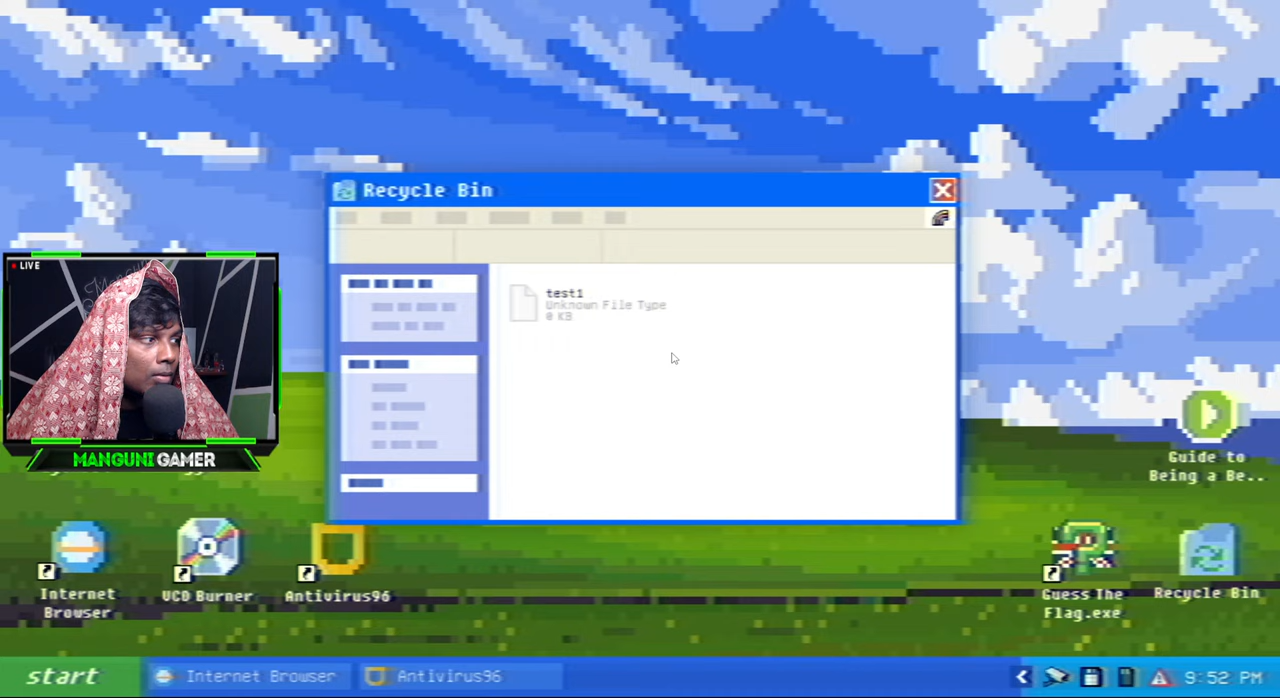 Recycle Bin
test1
Unknown File Type
0 KB
LIVE
MANGUNI GAMER
Guide to
Being a Be..
Internet
Browser
VCD Burner
Antivirus96
Guess The
Flag.exe
Recycle Bin
start
Internet Browser
Antivirus96
9:52 PM